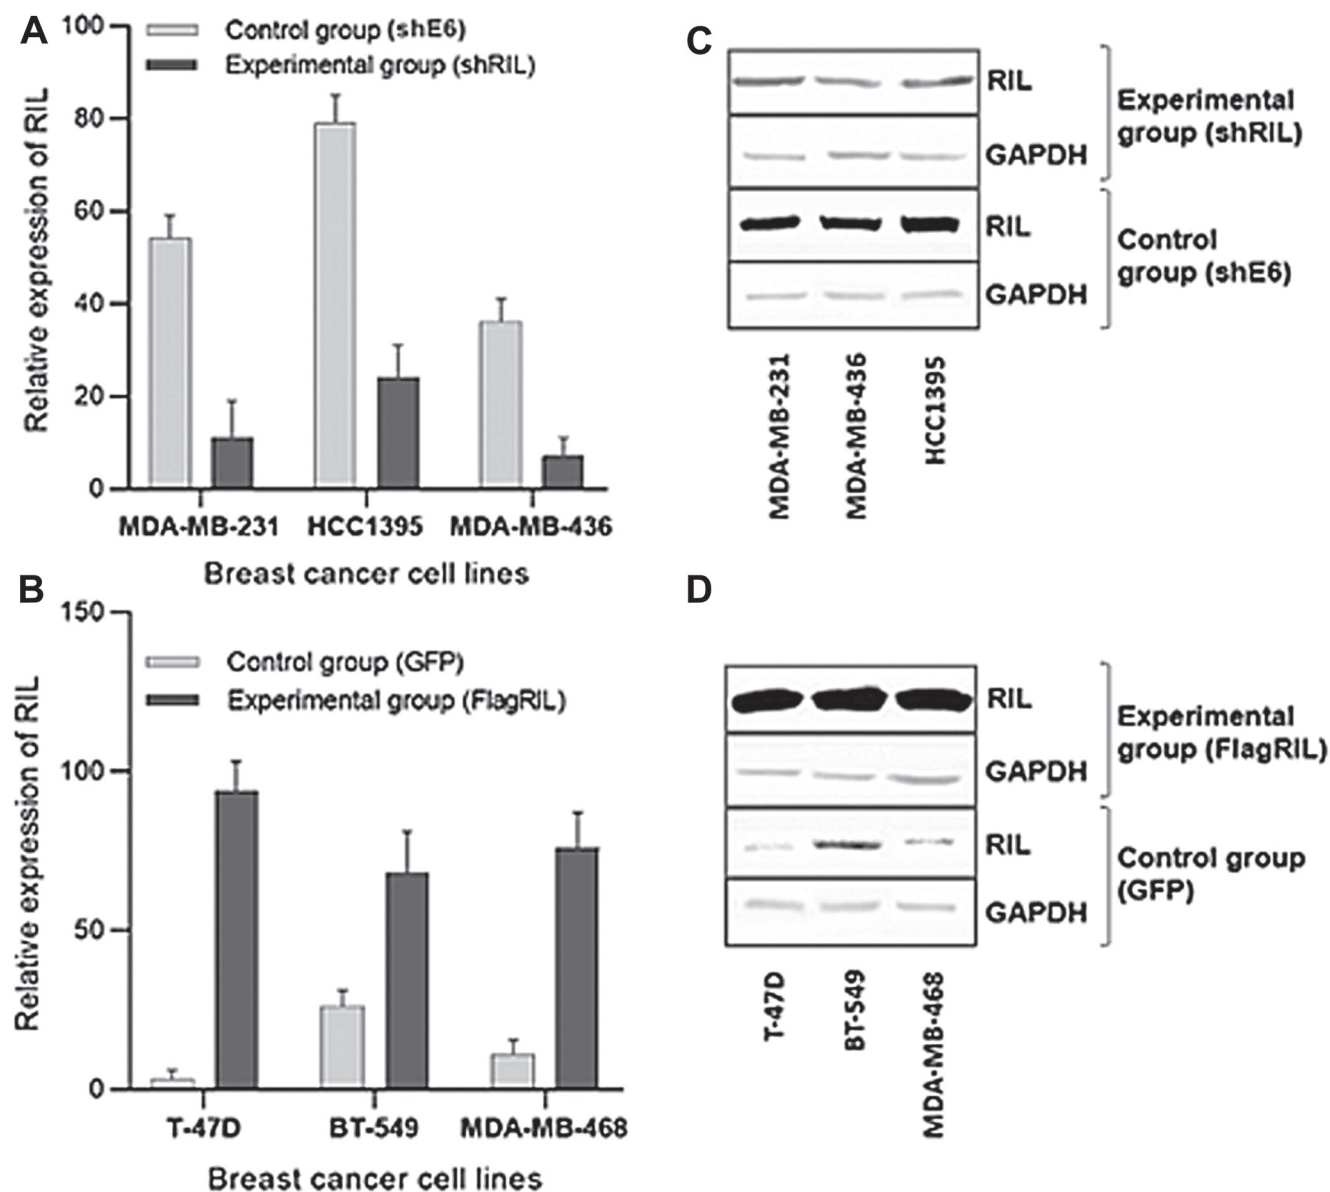 A
Control group (shE6)
Experimental group (shRIL)
Relative expression of RIL
100
80
60
40
20
0
MDA-MB-231
HCC1395
MDA-MB-436
Breast cancer cell lines
B
Control group (GFP)
Experimental group (FlagRIL)
Relative expression of RIL
150
100
50
0
T-47D
BT-549
MDA-MB-468
Breast cancer cell lines
C
RIL
GAPDH
Experimental
group (shRIL)
RIL
GAPDH
Control
group (shE6)
MDA-MB-231
MDA-MB-436
HCC1395
D
RIL
GAPDH
Experimental
group (FlagRIL)
RIL
GAPDH
Control group
(GFP)
T-47D
BT-549
MDA-MB-468